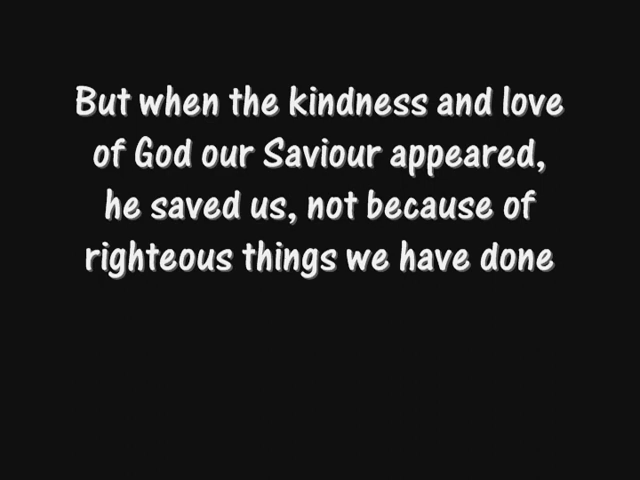 But when the kindness and love
of God our Saviour appeared,
he saved us, not because of
righteous things we have done